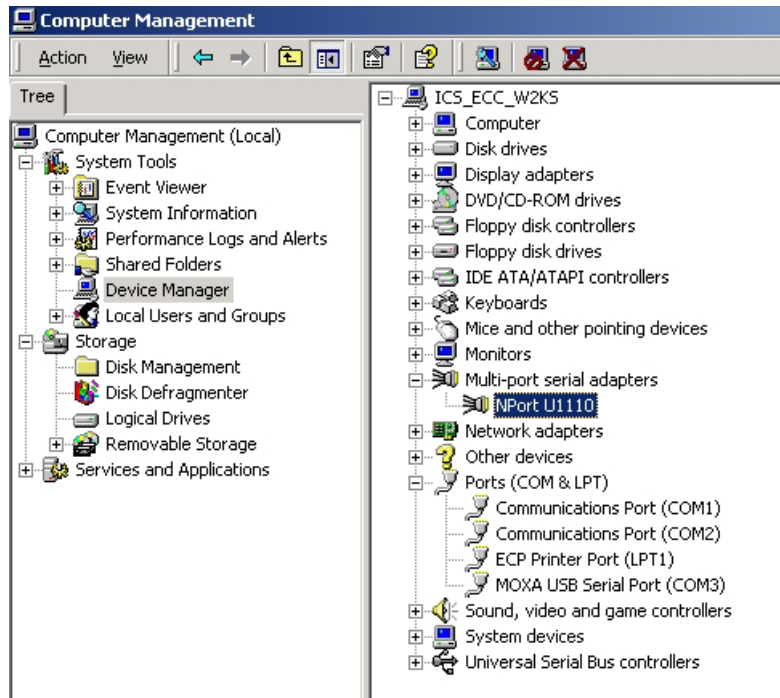 Computer Management
Action View
Tree
Computer Management (Local)
System Tools
Event Viewer
System Information
Performance Logs and Alerts
Shared Folders
Device Manager
Local Users and Groups
Storage
Disk Management
Disk Defragmenter
Logical Drives
Removable Storage
Services and Applications
ICS_ECC_W2KS
Computer
Disk drives
Display adapters
DVD/CD-ROM drives
Floppy disk controllers
Floppy disk drives
IDE ATA/ATAPI controllers
Keyboards
Mice and other pointing devices
Monitors
Multi-port serial adapters
NPort U1110
Network adapters
Other devices
Ports (COM & LPT)
Communications Port (COM1)
Communications Port (COM2)
ECP Printer Port (LPT1)
MOXA USB Serial Port (COM3)
Sound, video and game controllers
System devices
Universal Serial Bus controllers